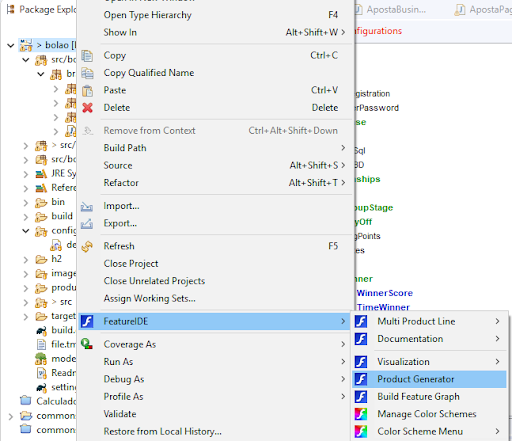 Package Explo
> bolao [
src/bo
br
> src/
src/bo
JRE Sy
Refere
bin
build
config
de
h2
image
produ
> src
target
build.
file.tm
mode
Readm
settin
Calculado
common
common
Open Type Hierarchy F4
Show In Alt+Shift+W >
Copy Ctrl+C
Copy Qualified Name
Paste Ctrl+V
Delete Delete
Remove from Context Ctrl+Alt+Shift+Down
Build Path >
Source Alt+Shift+S >
Refactor Alt+Shift+T >
Import...
Export...
Refresh F5
Close Project
Close Unrelated Projects
Assign Working Sets...
FeatureIDE >
Coverage As >
Run As >
Debug As >
Profile As >
Validate
Restore from Local History...
Multi Product Line >
Documentation >
Visualization >
Product Generator
Build Feature Graph
Manage Color Schemes
Color Scheme Menu >
ApostaBusin...
ApostaPag
figurations
gistration
erPassword
se
Sql
BD
nships
upStage
yOff
gPoints
es
nner
WinnerScore
TimeWinner